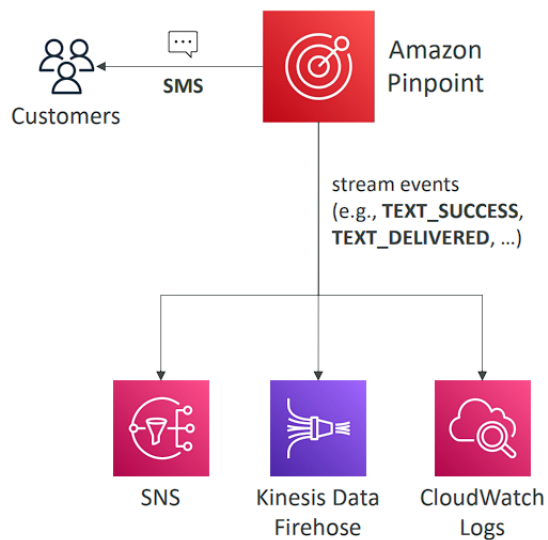 Amazon
Pinpoint
SMS
Customers
stream events
(e.g., TEXT_SUCCESS,
TEXT_DELIVERED, ...)
SNS
Kinesis Data
Firehose
CloudWatch
Logs